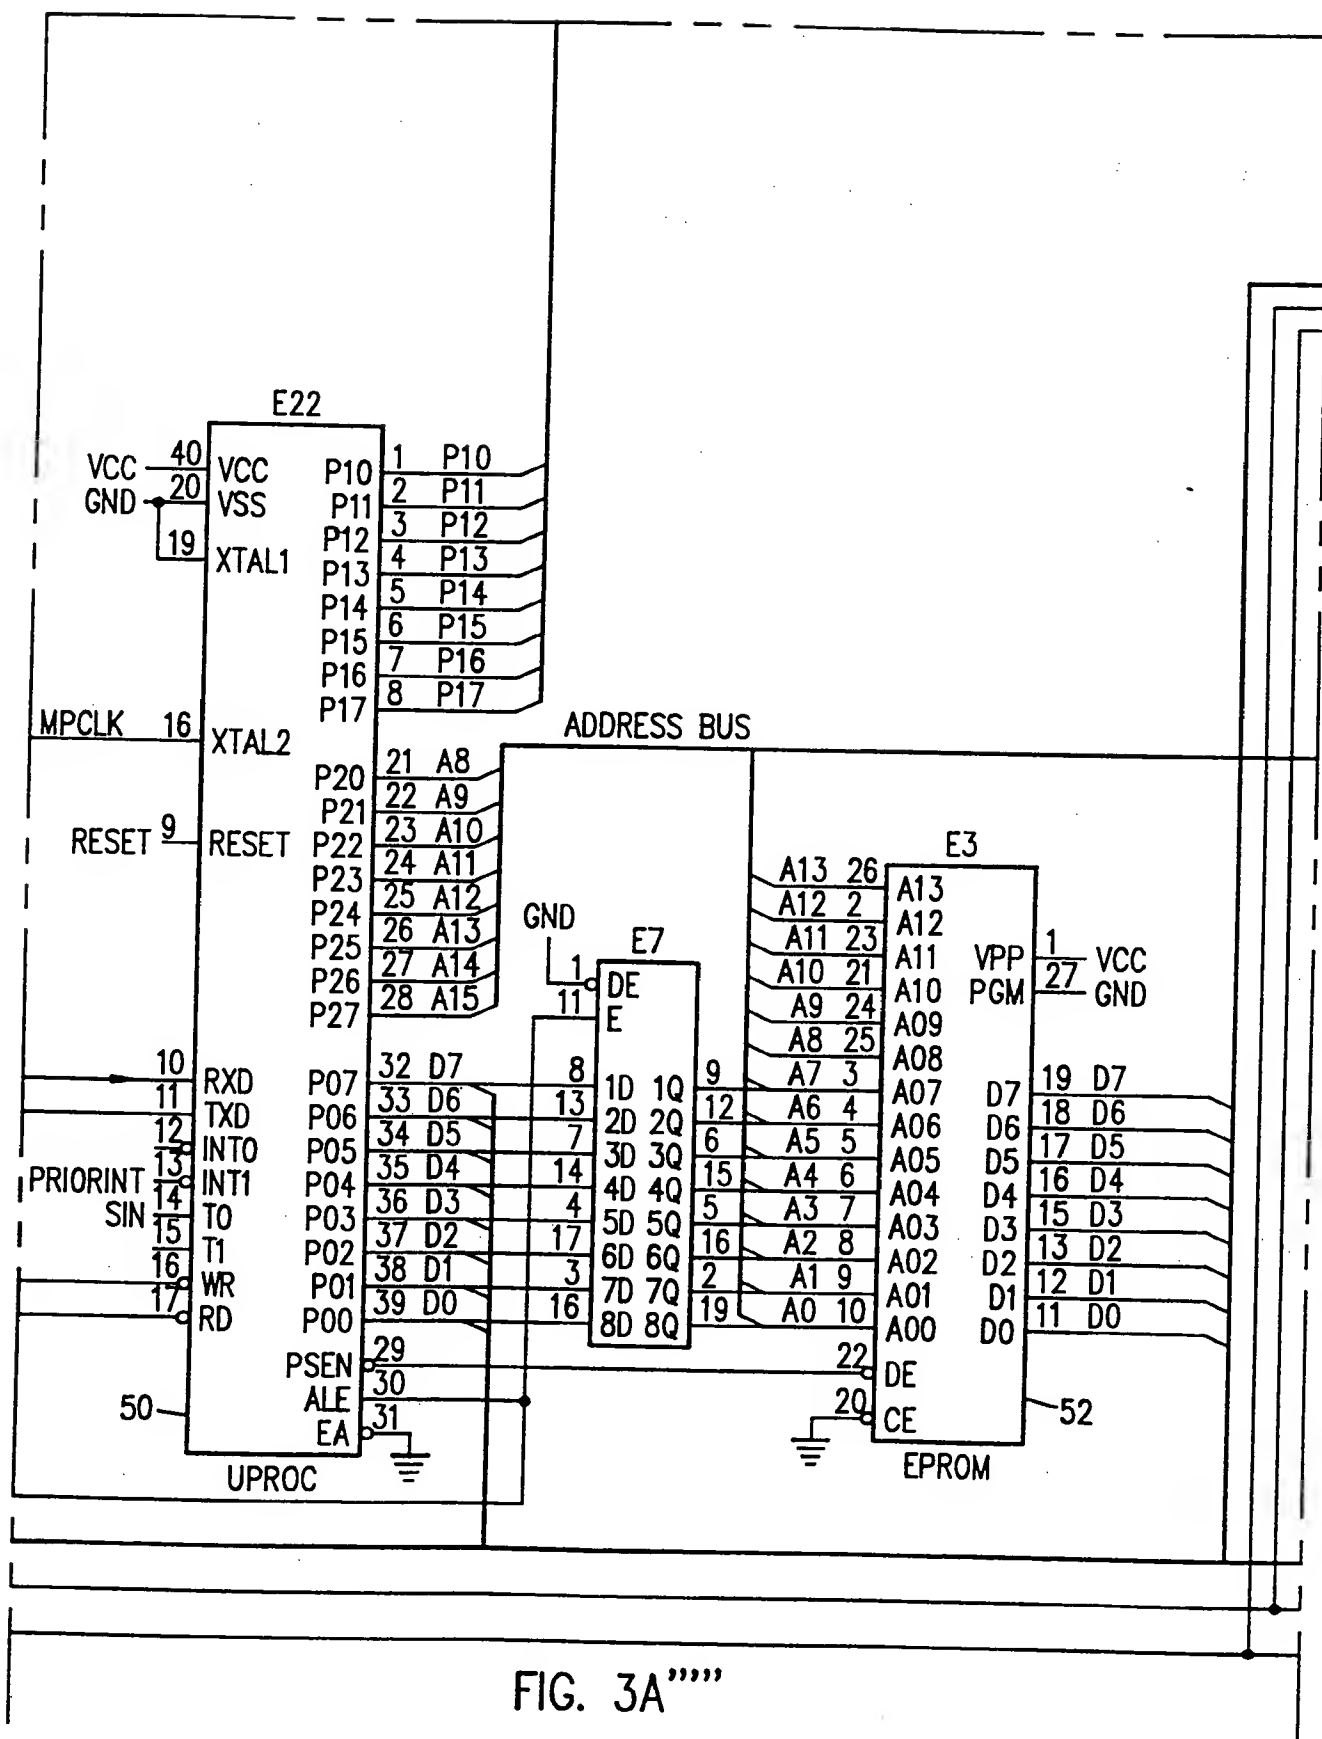 E22
VCC 40 VCC P10 1 P10
GND 20 VSS P11 2 P11
P12 3 P12
19 XTAL1 P13 4 P13
P14 5 P14
P15 6 P15
P16 7 P16
P17 8 P17
MPCLK 16 XTAL2
ADDRESS BUS
P20 21 A8
P21 22 A9
RESET 9 RESET P22 23 A10
P23 24 A11
P24 25 A12
P25 26 A13
P26 27 A14
P27 28 A15
GND
E7
1 DE
11 E
E3
A13 26 A13
A12 2 A12
A11 23 A11 VPP 1 VCC
A10 21 A10 PGM 27 GND
A9 24 A09
A8 25 A08
10 RXD P07 32 D7 8 1D 1Q 9 A7 3 A07 D7 19 D7
11 TXD P06 33 D6 13 2D 2Q 12 A6 4 A06 D6 18 D6
12 INT0 P05 34 D5 7 3D 3Q 6 A5 5 A05 D5 17 D5
PRIORINT 13 INT1 P04 35 D4 14 4D 4Q 15 A4 6 A04 D4 16 D4
SIN 14 T0 P03 36 D3 4 5D 5Q 5 A3 7 A03 D3 15 D3
15 T1 P02 37 D2 17 6D 6Q 16 A2 8 A02 D2 13 D2
16 WR P01 38 D1 3 7D 7Q 2 A1 9 A01 D1 12 D1
17 RD P00 39 D0 16 8D 8Q 19 A0 10 A00 D0 11 D0
PSEN 29 22 DE
50 ALE 30 20 CE 52
EA 31
UPROC EPROM
FIG. 3A"""